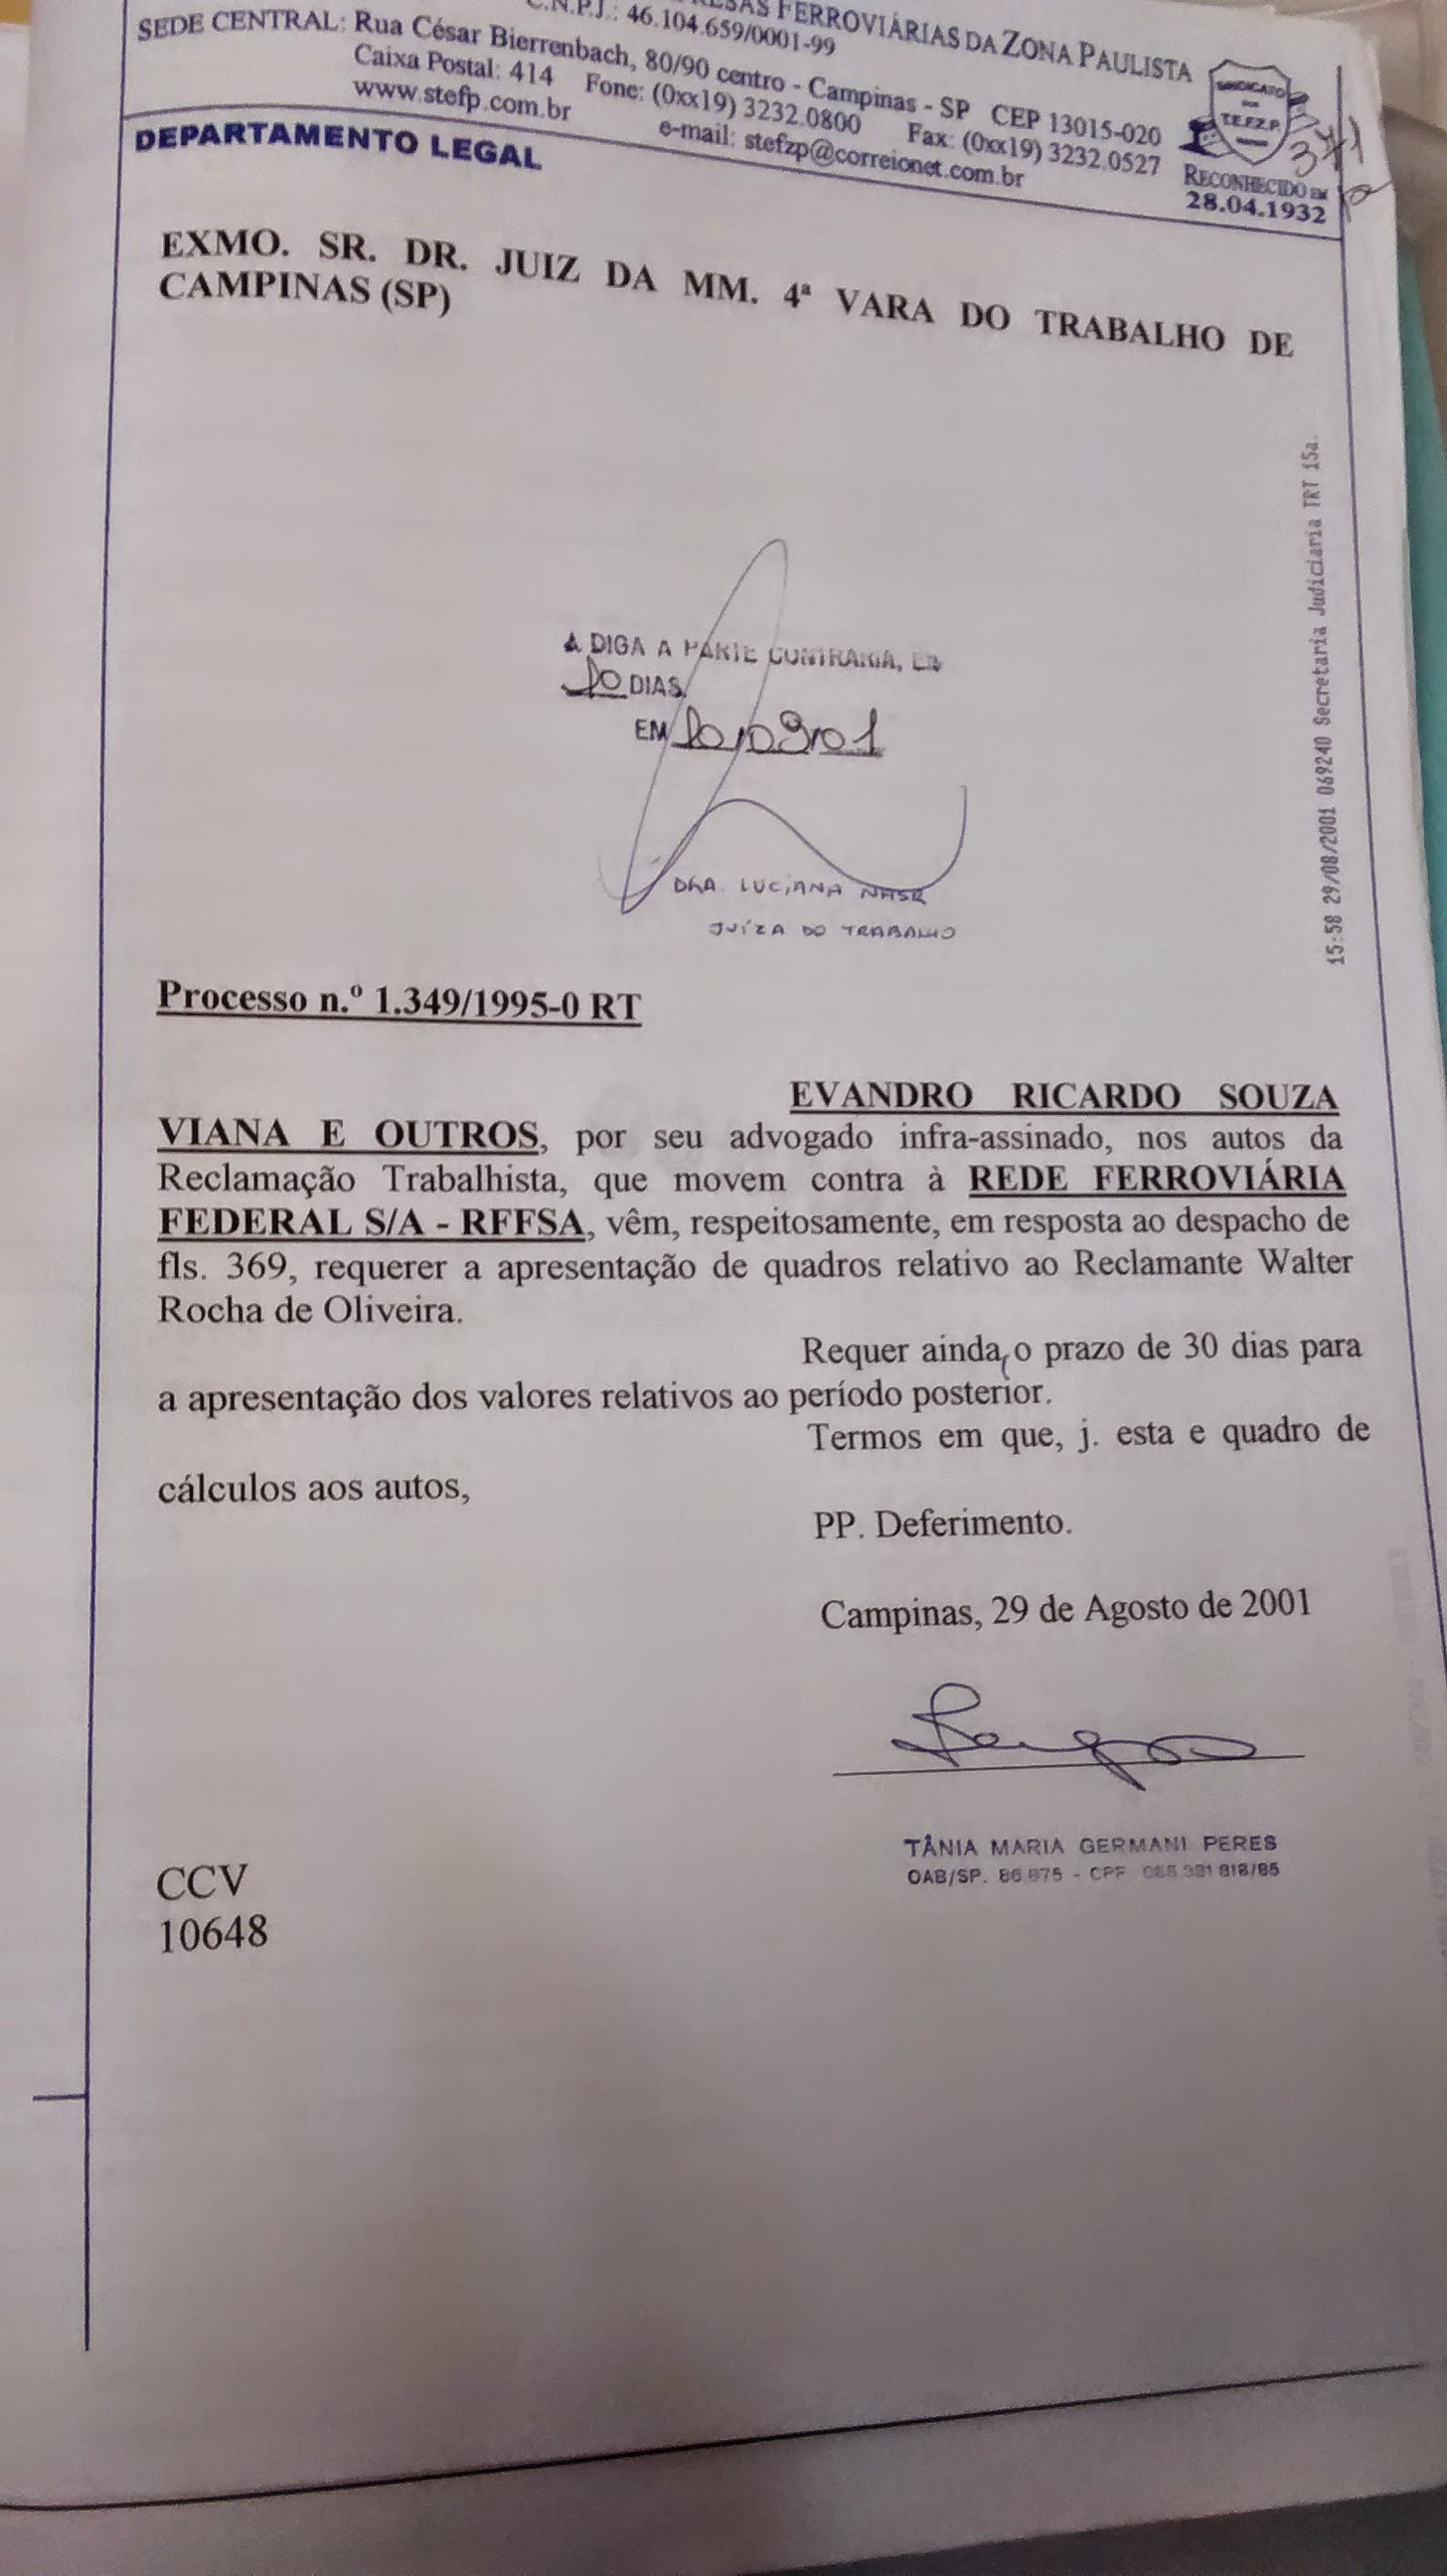 FERROVIÁRIAS DA ZONA PAULISTA
C.N.P.J.: 46.104.659/0001-99
SEDE CENTRAL: Rua César Bierrenbach, 80/90 centro - Campinas - SP CEP 13015-020
Caixa Postal: 414 Fone: (0xx19) 3232.0800 Fax: (0xx19) 3232.0527
www.stefp.com.br e-mail: stefzp@correionet.com.br
SINDICATO
DOS
T.E.F.Z.P.
RECONHECIDO EM
28.04.1932
371
DEPARTAMENTO LEGAL
EXMO. SR. DR. JUIZ DA MM. 4ª VARA DO TRABALHO DE
CAMPINAS (SP)
15:58 29/08/2001 069240 Secretaria Judiciaria TRT 15a.
DIGA A PARTE CONTRARIA, EM
10 DIAS.
EM 10/09/01
DRA. LUCIANA NASR
JUÍZA DO TRABALHO
Processo n.º 1.349/1995-0 RT
EVANDRO RICARDO SOUZA
VIANA E OUTROS, por seu advogado infra-assinado, nos autos da
Reclamação Trabalhista, que movem contra à REDE FERROVIÁRIA
FEDERAL S/A - RFFSA, vêm, respeitosamente, em resposta ao despacho de
fls. 369, requerer a apresentação de quadros relativo ao Reclamante Walter
Rocha de Oliveira.
Requer ainda, o prazo de 30 dias para
a apresentação dos valores relativos ao período posterior.
Termos em que, j. esta e quadro de
cálculos aos autos,
PP. Deferimento.
Campinas, 29 de Agosto de 2001
TÂNIA MARIA GERMANI PERES
OAB/SP. 86.875 - CPF
CCV
10648